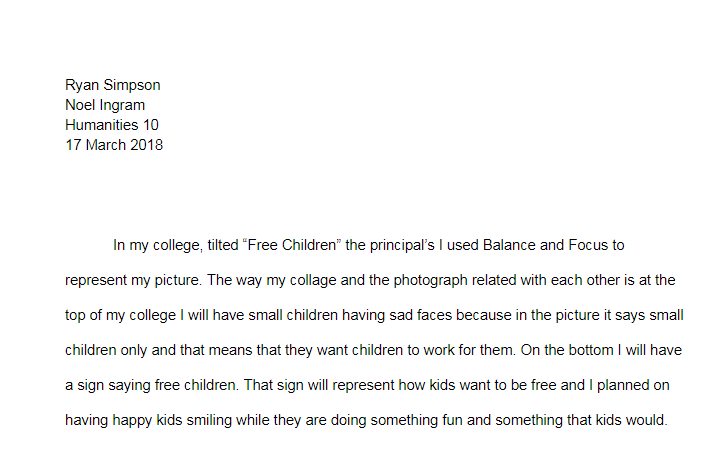 Ryan Simpson
Noel Ingram
Humanities 10
17 March 2018
In my college, tilted “Free Children” the principal’s I used Balance and Focus to
represent my picture. The way my collage and the photograph related with each other is at the
top of my college I will have small children having sad faces because in the picture it says small
children only and that means that they want children to work for them. On the bottom I will have
a sign saying free children. That sign will represent how kids want to be free and I planned on
having happy kids smiling while they are doing something fun and something that kids would.